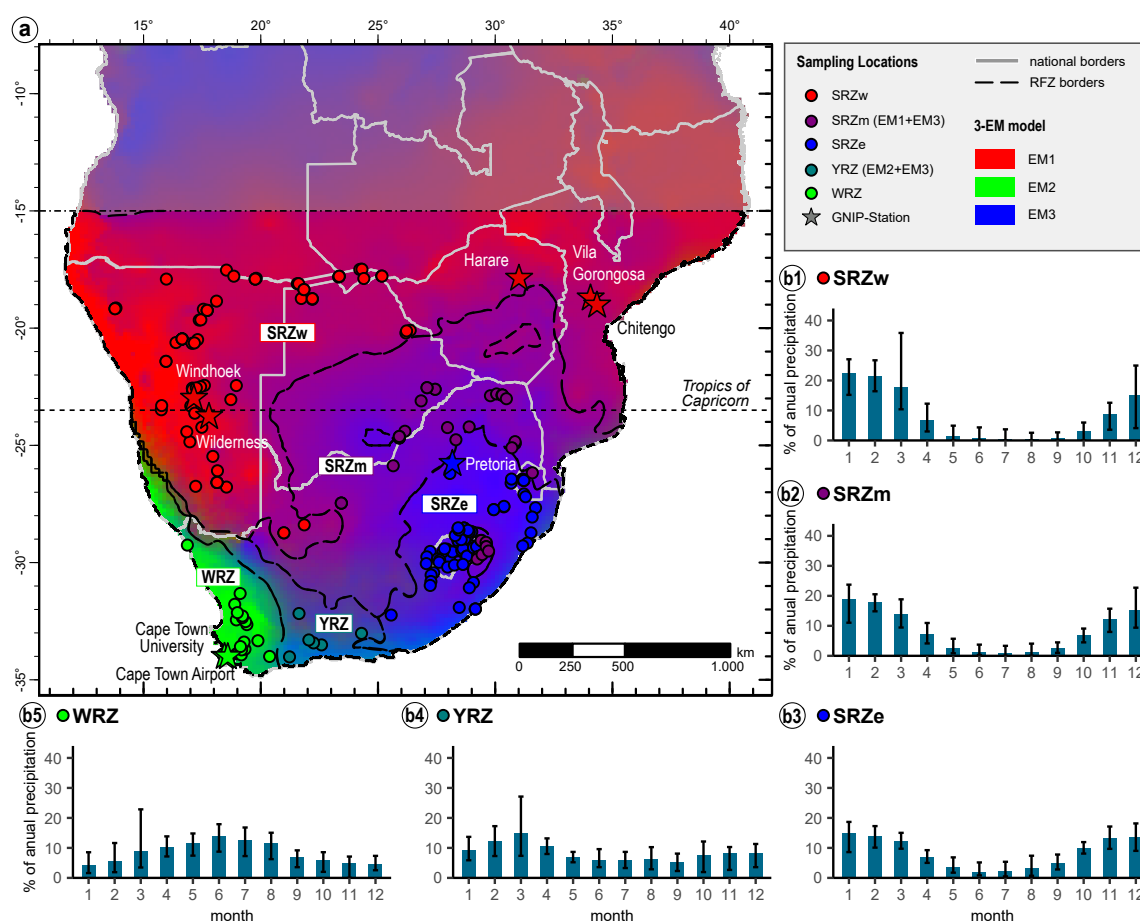 a
15° 20° 25° 30° 35° 40°
-15°
-20°
-25°
-30°
-35°
Harare
Vila
Gorongosa
Chitengo
SRZw
Windhoek
Wilderness
Tropics of
Capricorn
SRZm
Pretoria
SRZe
WRZ
YRZ
Cape Town
University
Cape Town Airport
0 250 500 1.000
km
Sampling Locations
SRZw
SRZm (EM1+EM3)
SRZe
YRZ (EM2+EM3)
WRZ
GNIP-Station
national borders
RFZ borders
3-EM model
EM1
EM2
EM3
b1 SRZw
% of anual precipitation
40
30
20
10
0
1 2 3 4 5 6 7 8 9 10 11 12
b2 SRZm
% of anual precipitation
40
30
20
10
0
1 2 3 4 5 6 7 8 9 10 11 12
b5 WRZ
% of anual precipitation
40
30
20
10
0
1 2 3 4 5 6 7 8 9 10 11 12
month
b4 YRZ
40
30
20
10
0
1 2 3 4 5 6 7 8 9 10 11 12
month
b3 SRZe
40
30
20
10
0
1 2 3 4 5 6 7 8 9 10 11 12
month